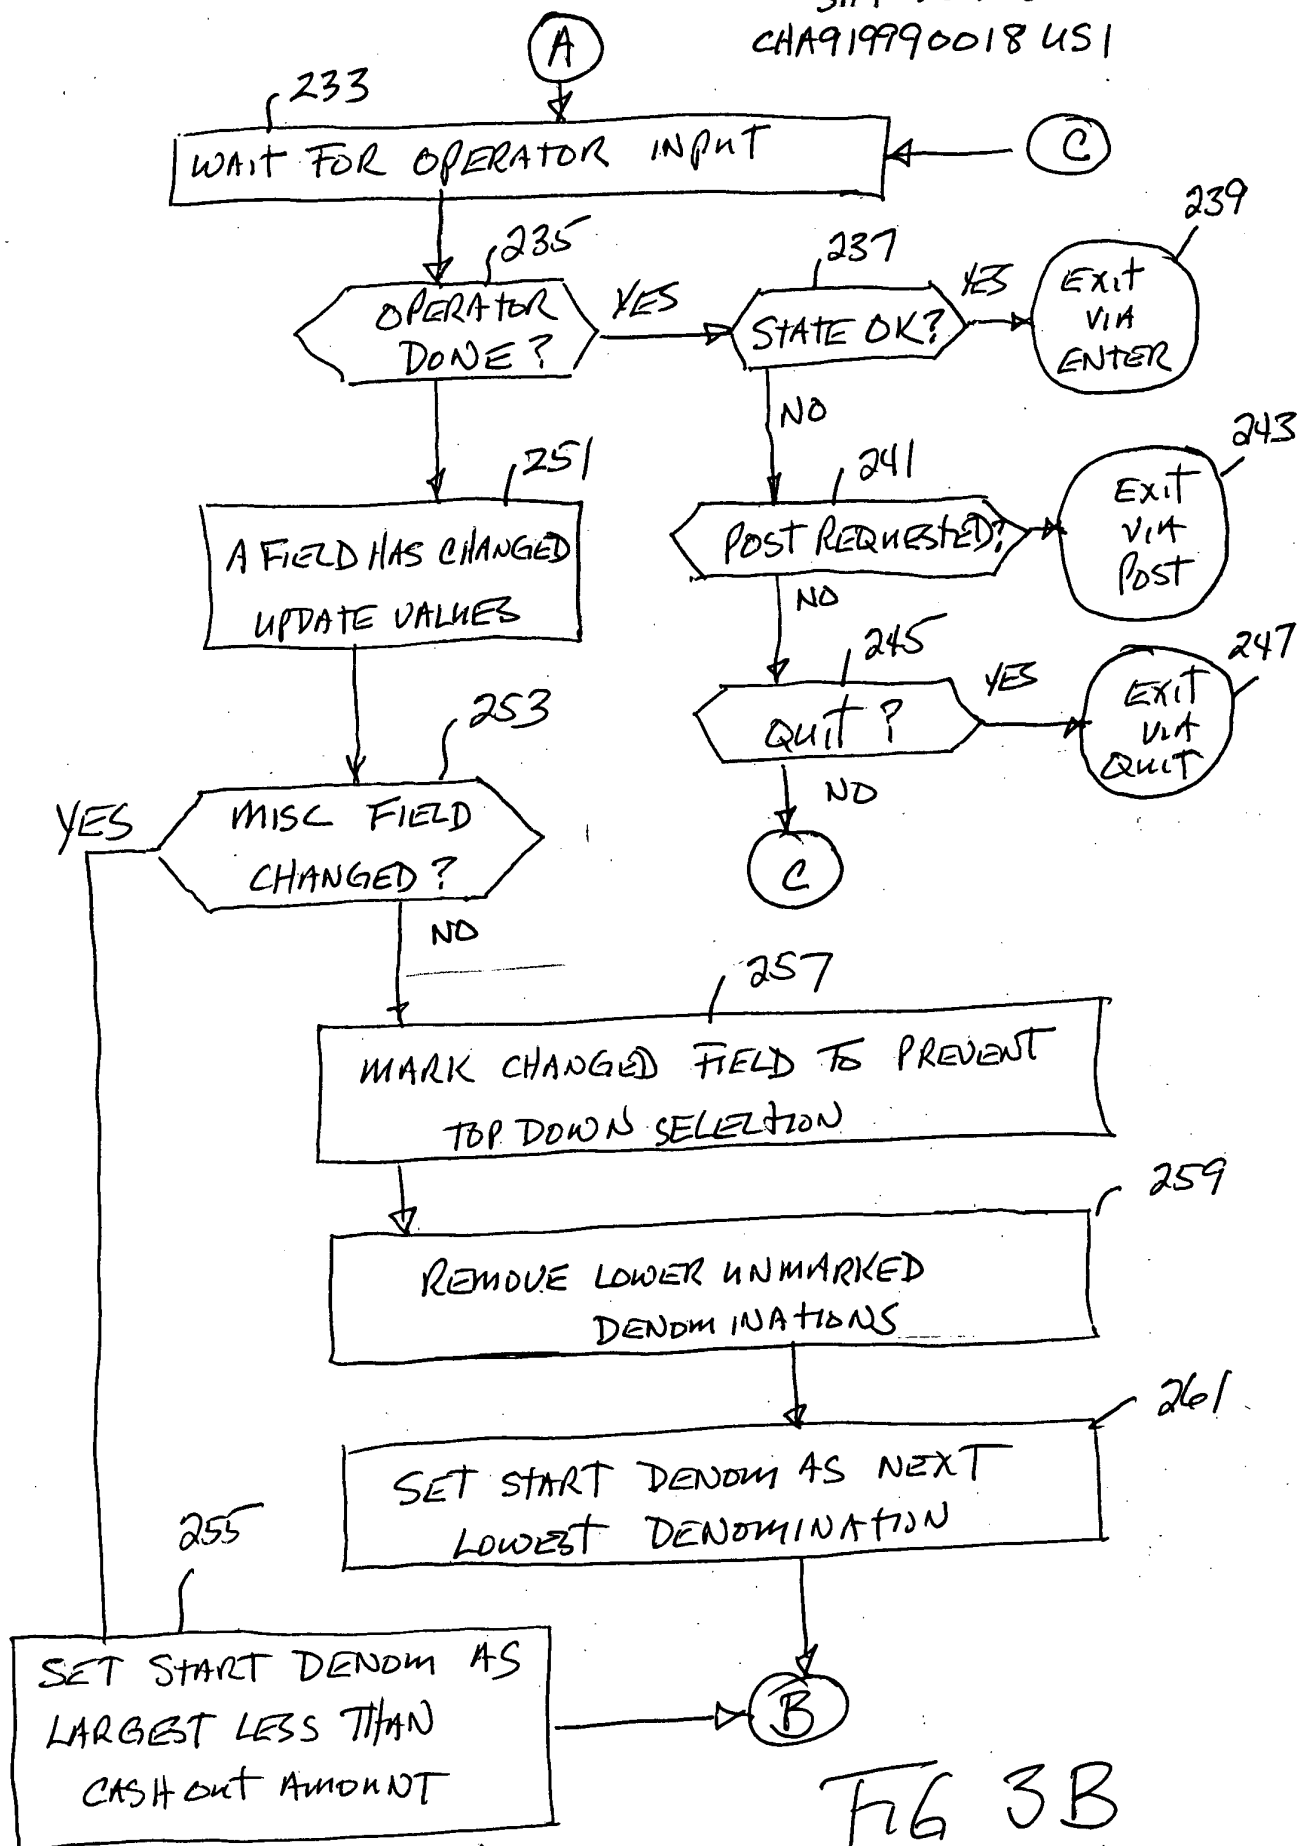 CHA919990018 US1
A
233
WAIT FOR OPERATOR INPUT
C
239
235
237
OPERATOR
DONE?
YES
STATE OK?
YES
EXIT
VIA
ENTER
NO
243
251
241
A FIELD HAS CHANGED
UPDATE VALUES
POST REQUESTED?
EXIT
VIA
POST
NO
245
247
253
QUIT?
YES
EXIT
VIA
QUIT
NO
YES
MISC FIELD
CHANGED?
C
NO
257
MARK CHANGED FIELD TO PREVENT
TOP DOWN SELECTION
259
REMOVE LOWER UNMARKED
DENOMINATIONS
261
SET START DENOM AS NEXT
LOWEST DENOMINATION
255
SET START DENOM AS
LARGEST LESS THAN
CASH OUT AMOUNT
B
FIG 3B